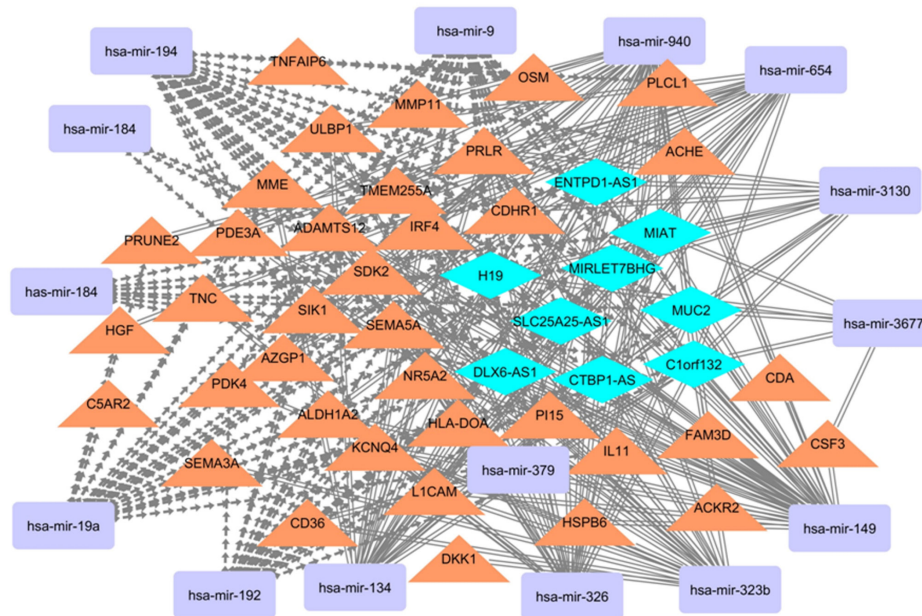 hsa-mir-9
hsa-mir-940
hsa-mir-194
TNFAIP6
OSM
PLCL1
hsa-mir-654
MMP11
ULBP1
hsa-mir-184
PRLR
ACHE
MME
TMEM255A
ENTPD1-AS1
hsa-mir-3130
PRUNE2
PDE3A
ADAMTS12
IRF4
CDHR1
MIAT
SDK2
H19
MIRLET7BHG
has-mir-184
TNC
SIK1
SEMA5A
SLC25A25-AS1
MUC2
hsa-mir-3677
HGF
AZGP1
C1orf132
PDK4
NR5A2
DLX6-AS1
CTBP1-AS
CDA
C5AR2
ALDH1A2
HLA-DOA
PI15
KCNQ4
IL11
FAM3D
CSF3
SEMA3A
hsa-mir-379
L1CAM
ACKR2
hsa-mir-19a
CD36
HSPB6
hsa-mir-149
DKK1
hsa-mir-192
hsa-mir-134
hsa-mir-326
hsa-mir-323b